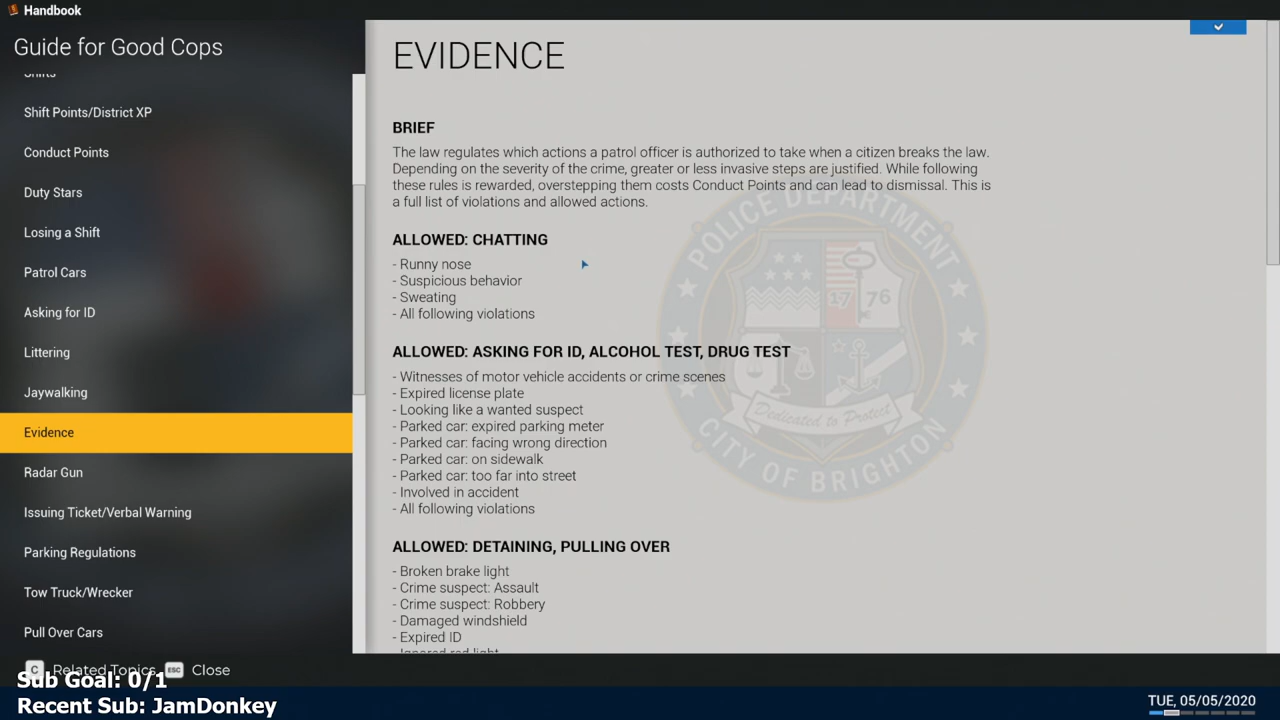 Handbook
Guide for Good Cops
Shifts
Shift Points/District XP
Conduct Points
Duty Stars
Losing a Shift
Patrol Cars
Asking for ID
Littering
Jaywalking
Evidence
Radar Gun
Issuing Ticket/Verbal Warning
Parking Regulations
Tow Truck/Wrecker
Pull Over Cars
EVIDENCE
BRIEF
The law regulates which actions a patrol officer is authorized to take when a citizen breaks the law.
Depending on the severity of the crime, greater or less invasive steps are justified. While following
these rules is rewarded, overstepping them costs Conduct Points and can lead to dismissal. This is
a full list of violations and allowed actions.
ALLOWED: CHATTING
- Runny nose
- Suspicious behavior
- Sweating
- All following violations
ALLOWED: ASKING FOR ID, ALCOHOL TEST, DRUG TEST
- Witnesses of motor vehicle accidents or crime scenes
- Expired license plate
- Looking like a wanted suspect
- Parked car: expired parking meter
- Parked car: facing wrong direction
- Parked car: on sidewalk
- Parked car: too far into street
- Involved in accident
- All following violations
ALLOWED: DETAINING, PULLING OVER
- Broken brake light
- Crime suspect: Assault
- Crime suspect: Robbery
- Damaged windshield
- Expired ID
- Ignored red light
POLICE DEPARTMENT
17 76
Dedicated to Protect
CITY OF BRIGHTON
C Related Topics ESC Close
Sub Goal: 0/1
Recent Sub: JamDonkey
TUE, 05/05/2020